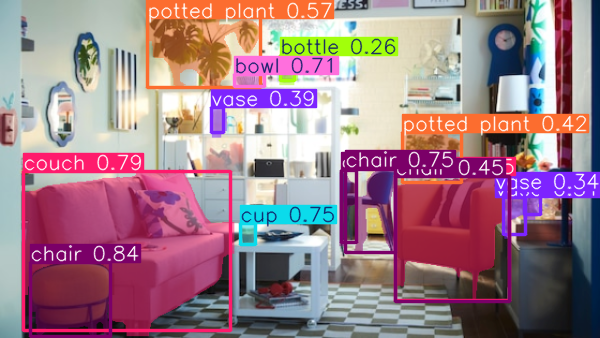 potted plant 0.57
bottle 0.26
bowl 0.71
vase 0.39
potted plant 0.42
chair 0.75
chair 0.45
couch 0.79
vase 0.34
cup 0.75
chair 0.84